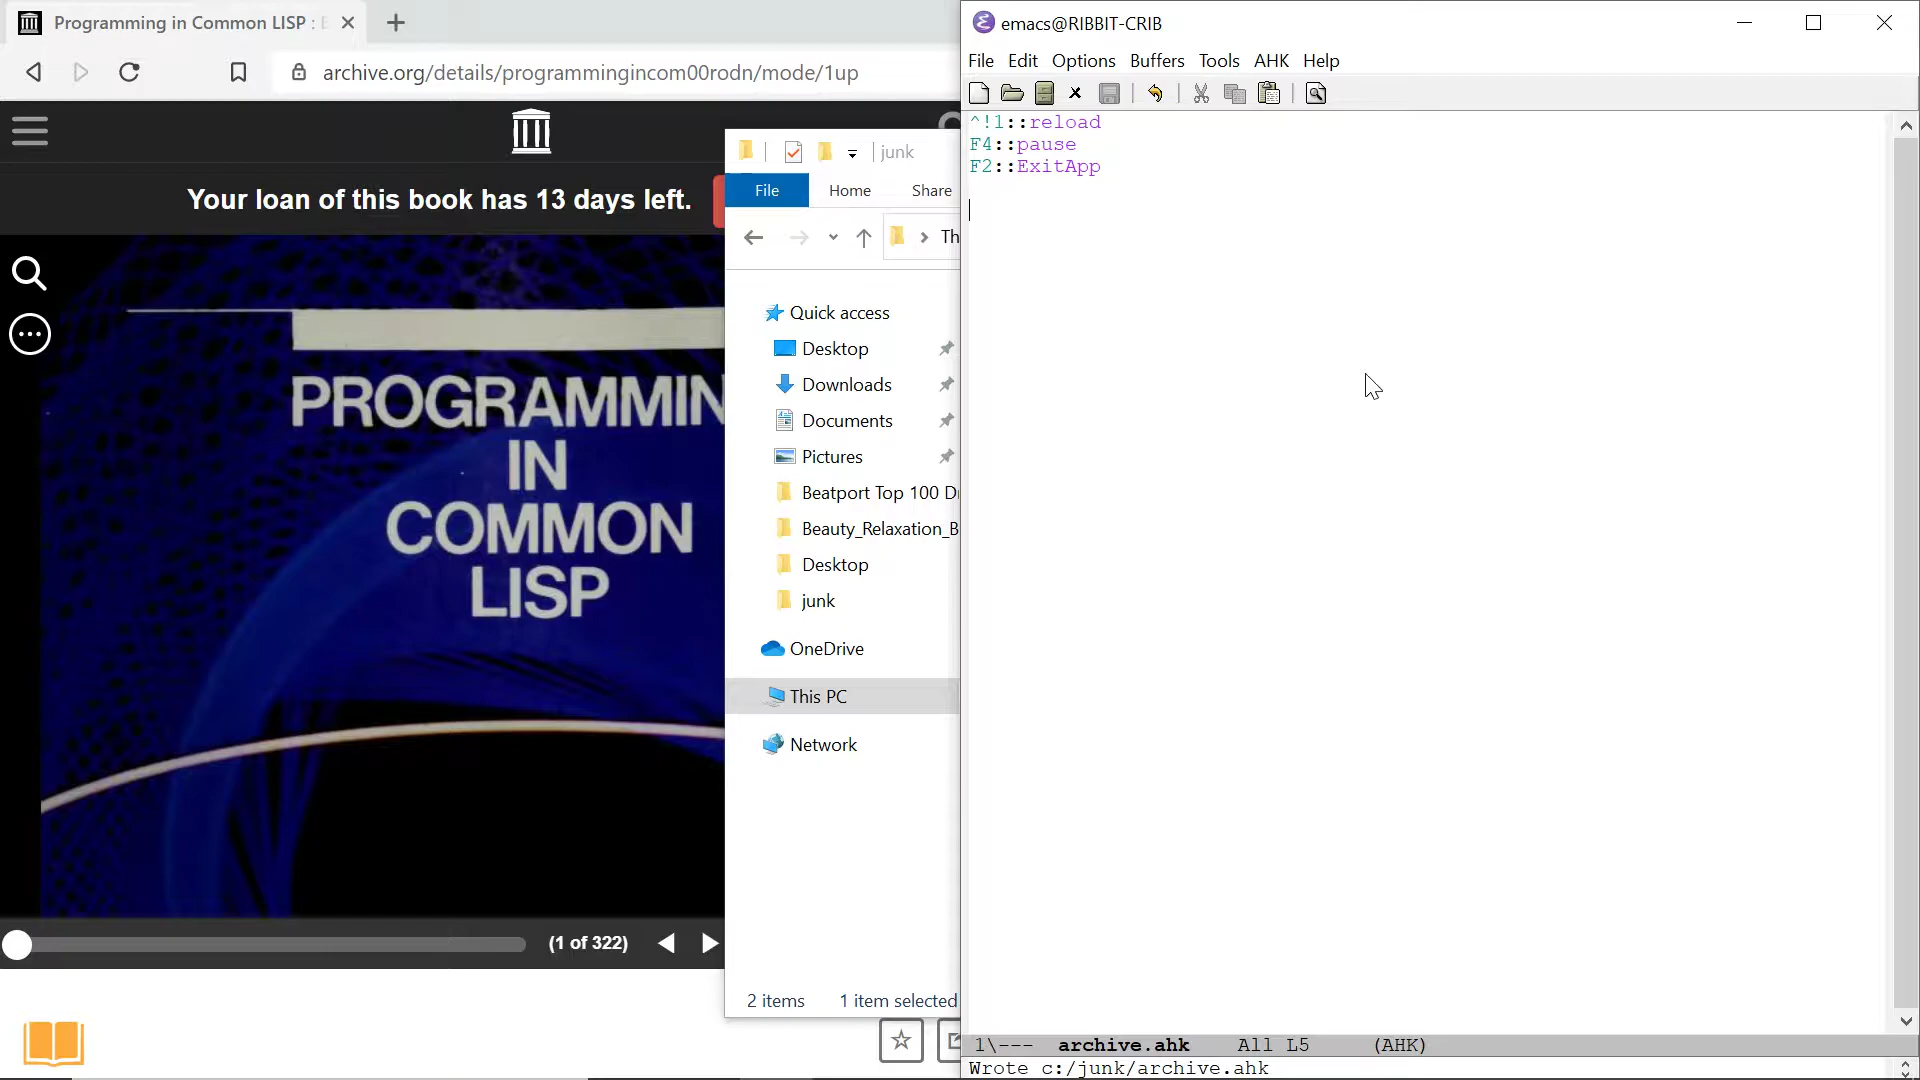 Programming in Common LISP :
archive.org/details/programmingincom00rodn/mode/1up
Your loan of this book has 13 days left.
PROGRAMMIN
IN
COMMON
LISP
(1 of 322)
junk
File
Home
Share
Th
Quick access
Desktop
Downloads
Documents
Pictures
Beatport Top 100 D
Beauty_Relaxation_B
Desktop
junk
OneDrive
This PC
Network
2 items
1 item selected
emacs@RIBBIT-CRIB
File Edit Options Buffers Tools AHK Help
^!1::reload
F4::pause
F2::ExitApp
1\--- archive.ahk All L5 (AHK)
Wrote c:/junk/archive.ahk